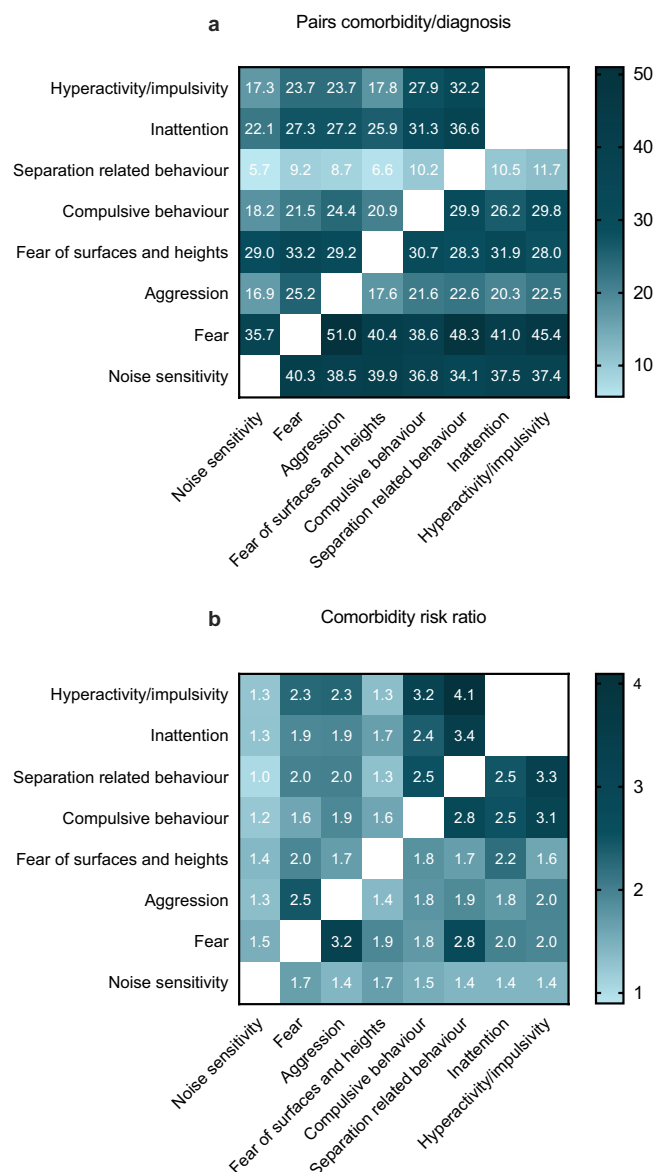 a Pairs comorbidity/diagnosis
Hyperactivity/impulsivity 17.3 23.7 23.7 17.8 27.9 32.2
Inattention 22.1 27.3 27.2 25.9 31.3 36.6
Separation related behaviour 5.7 9.2 8.7 6.6 10.2 10.5 11.7
Compulsive behaviour 18.2 21.5 24.4 20.9 29.9 26.2 29.8
Fear of surfaces and heights 29.0 33.2 29.2 30.7 28.3 31.9 28.0
Aggression 16.9 25.2 17.6 21.6 22.6 20.3 22.5
Fear 35.7 51.0 40.4 38.6 48.3 41.0 45.4
Noise sensitivity 40.3 38.5 39.9 36.8 34.1 37.5 37.4
50
40
30
20
10
Noise sensitivity
Fear
Aggression
Fear of surfaces and heights
Compulsive behaviour
Separation related behaviour
Inattention
Hyperactivity/impulsivity
b Comorbidity risk ratio
Hyperactivity/impulsivity 1.3 2.3 2.3 1.3 3.2 4.1
Inattention 1.3 1.9 1.9 1.7 2.4 3.4
Separation related behaviour 1.0 2.0 2.0 1.3 2.5 2.5 3.3
Compulsive behaviour 1.2 1.6 1.9 1.6 2.8 2.5 3.1
Fear of surfaces and heights 1.4 2.0 1.7 1.8 1.7 2.2 1.6
Aggression 1.3 2.5 1.4 1.8 1.9 1.8 2.0
Fear 1.5 3.2 1.9 1.8 2.8 2.0 2.0
Noise sensitivity 1.7 1.4 1.7 1.5 1.4 1.4 1.4
4
3
2
1
Noise sensitivity
Fear
Aggression
Fear of surfaces and heights
Compulsive behaviour
Separation related behaviour
Inattention
Hyperactivity/impulsivity